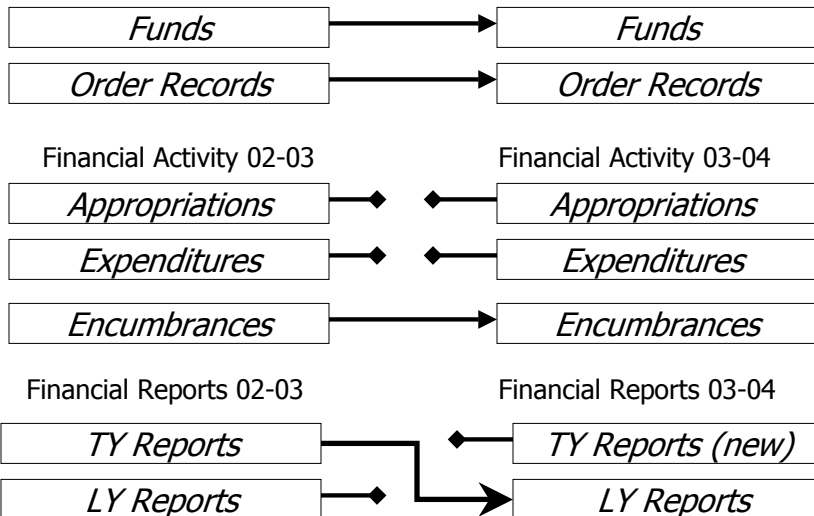 Funds Funds
Order Records Order Records
Financial Activity 02-03 Financial Activity 03-04
Appropriations Appropriations
Expenditures Expenditures
Encumbrances Encumbrances
Financial Reports 02-03 Financial Reports 03-04
TY Reports TY Reports (new)
LY Reports LY Reports